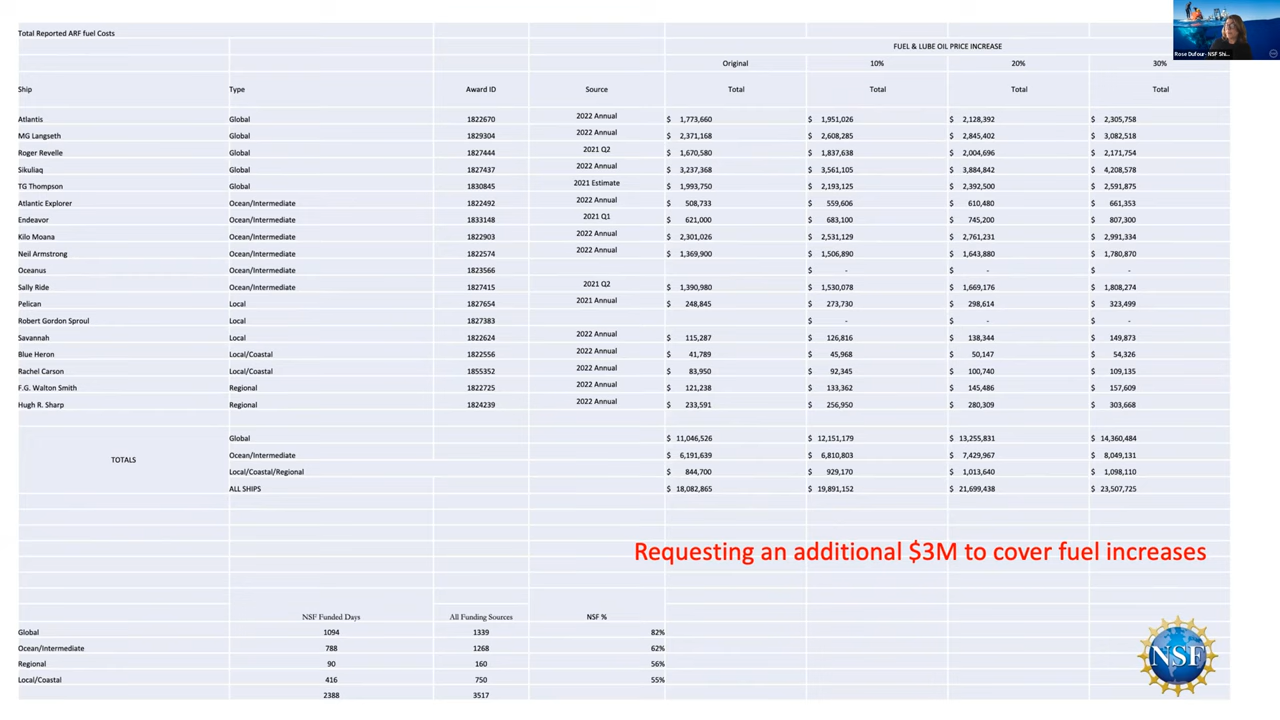 Total Reported ARF fuel Costs
FUEL & LUBE OIL PRICE INCREASE
Original 10% 20% 30%
Ship Type Award ID Source Total Total Total Total
Atlantis Global 1822670 2022 Annual $ 1,773,660 $ 1,951,026 $ 2,128,392 $ 2,305,758
MG Langseth Global 1829304 2022 Annual $ 2,371,168 $ 2,608,285 $ 2,845,402 $ 3,082,518
Roger Revelle Global 1827444 2021 Q2 $ 1,670,580 $ 1,837,638 $ 2,004,696 $ 2,171,754
Sikuliaq Global 1827437 2022 Annual $ 3,237,368 $ 3,561,105 $ 3,884,842 $ 4,208,578
TG Thompson Global 1830845 2021 Estimate $ 1,993,750 $ 2,193,125 $ 2,392,500 $ 2,591,875
Atlantic Explorer Ocean/Intermediate 1822492 2022 Annual $ 508,733 $ 559,606 $ 610,480 $ 661,353
Endeavor Ocean/Intermediate 1833148 2021 Q1 $ 621,000 $ 683,100 $ 745,200 $ 807,300
Kilo Moana Ocean/Intermediate 1822903 2022 Annual $ 2,301,026 $ 2,531,129 $ 2,761,231 $ 2,991,334
Neil Armstrong Ocean/Intermediate 1822574 2022 Annual $ 1,369,900 $ 1,506,890 $ 1,643,880 $ 1,780,870
Oceanus Ocean/Intermediate 1823566 $ - $ - $ -
Sally Ride Ocean/Intermediate 1827415 2021 Q2 $ 1,390,980 $ 1,530,078 $ 1,669,176 $ 1,808,274
Pelican Local 1827654 2021 Annual $ 248,845 $ 273,730 $ 298,614 $ 323,499
Robert Gordon Sproul Local 1827383 $ - $ - $ -
Savannah Local 1822624 2022 Annual $ 115,287 $ 126,816 $ 138,344 $ 149,873
Blue Heron Local/Coastal 1822556 2022 Annual $ 41,789 $ 45,968 $ 50,147 $ 54,326
Rachel Carson Local/Coastal 1855352 2022 Annual $ 83,950 $ 92,345 $ 100,740 $ 109,135
F.G. Walton Smith Regional 1822725 2022 Annual $ 121,238 $ 133,362 $ 145,486 $ 157,609
Hugh R. Sharp Regional 1824239 2022 Annual $ 233,591 $ 256,950 $ 280,309 $ 303,668
TOTALS
Global $ 11,046,526 $ 12,151,179 $ 13,255,831 $ 14,360,484
Ocean/Intermediate $ 6,191,639 $ 6,810,803 $ 7,429,967 $ 8,049,131
Local/Coastal/Regional $ 844,700 $ 929,170 $ 1,013,640 $ 1,098,110
ALL SHIPS $ 18,082,865 $ 19,891,152 $ 21,699,438 $ 23,507,725
Requesting an additional $3M to cover fuel increases
NSF Funded Days All Funding Sources NSF %
Global 1094 1339 82%
Ocean/Intermediate 788 1268 62%
Regional 90 160 56%
Local/Coastal 416 750 55%
2388 3517
NSF
Rose Dufour- NSF Shi...